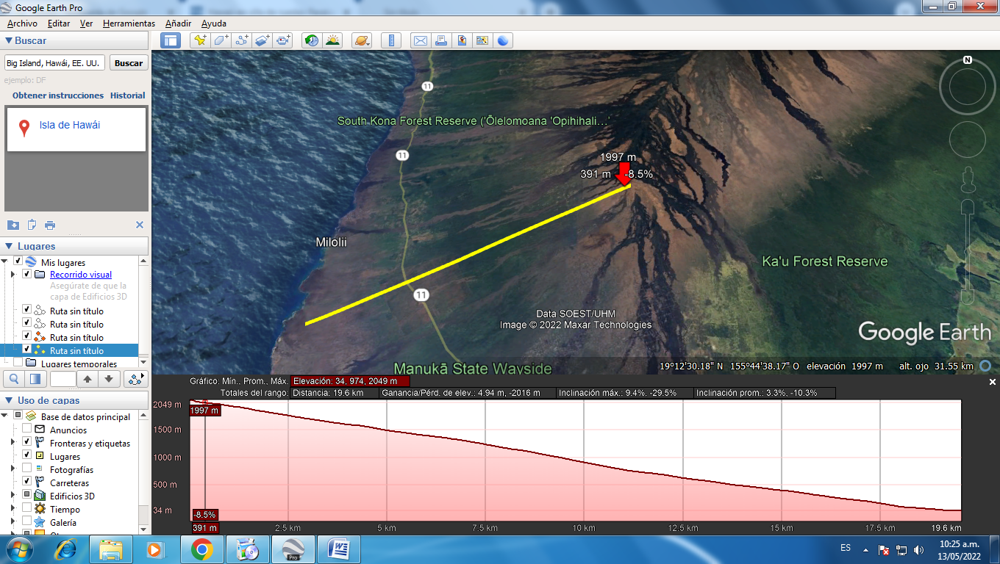 Google Earth Pro
Archivo Editar Ver Herramientas Añadir Ayuda
Buscar
Big Island, Hawái, EE. UU. Buscar
ejemplo: DF
Obtener instrucciones Historial
Isla de Hawái
Lugares
Mis lugares
Recorrido visual
Asegúrate de que la
capa de Edificios 3D
Ruta sin título
Ruta sin título
Ruta sin título
Ruta sin título
Lugares temporales
Uso de capas
Base de datos principal
Anuncios
Fronteras y etiquetas
Lugares
Fotografías
Carreteras
Edificios 3D
Tiempo
Galería
N
11
South Kona Forest Reserve ('Ōlelomoana 'Opihihali…'
11
1997 m
391 m -8.5%
Milolii
Ka'u Forest Reserve
11
Data SOEST/UHM
Image © 2022 Maxar Technologies
Google Earth
Manukā State Wayside
19°12'30.18" N 155°44'38.17" O elevación 1997 m alt. ojo 31.55 km
Gráfico: Mín., Prom., Máx. Elevación: 34, 974, 2049 m
Totales del rango: Distancia: 19.6 km Ganancia/Pérd. de elev.: 4.94 m, -2016 m Inclinación máx.: 9.4%, -29.5% Inclinación prom.: 3.3%, -10.3%
2049 m
1997 m
1500 m
1000 m
500 m
34 m
-8.5%
391 m 2.5 km 5 km 7.5 km 10 km 12.5 km 15 km 17.5 km 19.6 km
Pro
ES
10:25 a.m.
13/05/2022